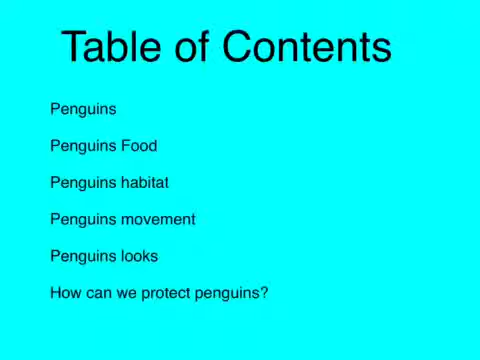 Table of Contents
Penguins
Penguins Food
Penguins habitat
Penguins movement
Penguins looks
How can we protect penguins?